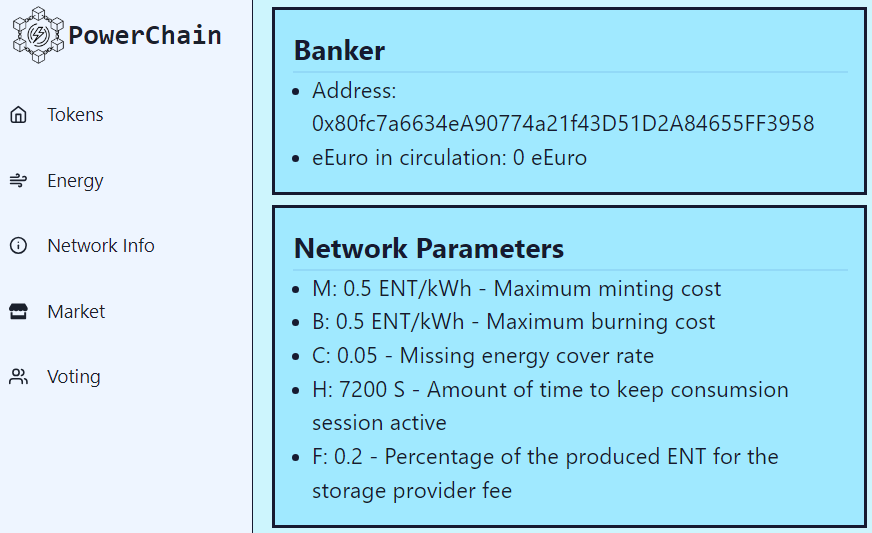 PowerChain
Tokens
Energy
Network Info
Market
Voting
Banker
Address:
0x80fc7a6634eA90774a21f43D51D2A84655FF3958
eEuro in circulation: 0 eEuro
Network Parameters
M: 0.5 ENT/kWh - Maximum minting cost
B: 0.5 ENT/kWh - Maximum burning cost
C: 0.05 - Missing energy cover rate
H: 7200 S - Amount of time to keep consumsion
session active
F: 0.2 - Percentage of the produced ENT for the
storage provider fee